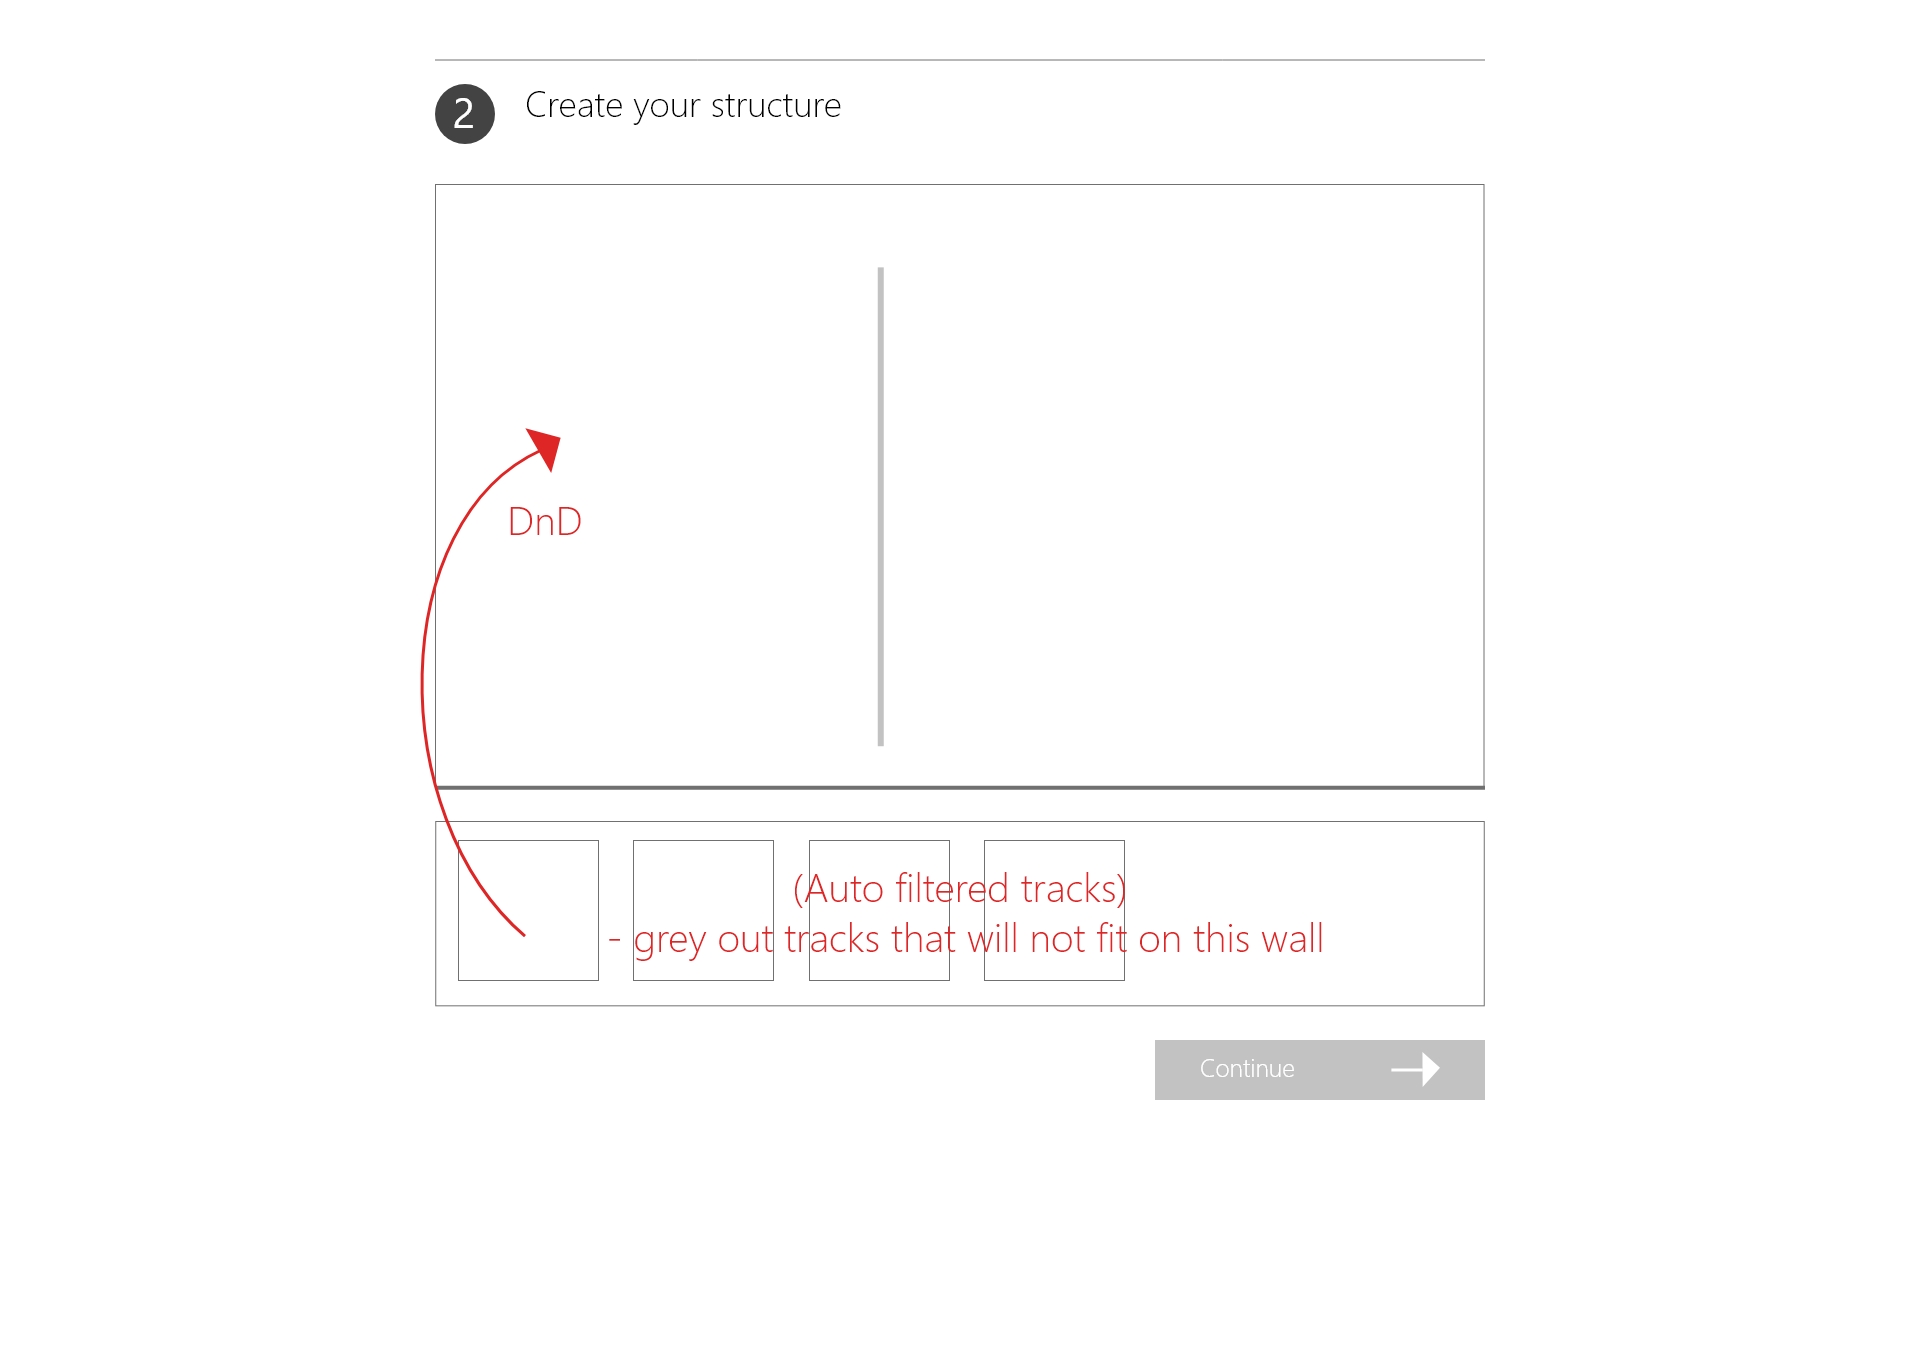 2
Create your structure
DnD
(Auto filtered tracks)
- grey out tracks that will not fit on this wall
Continue